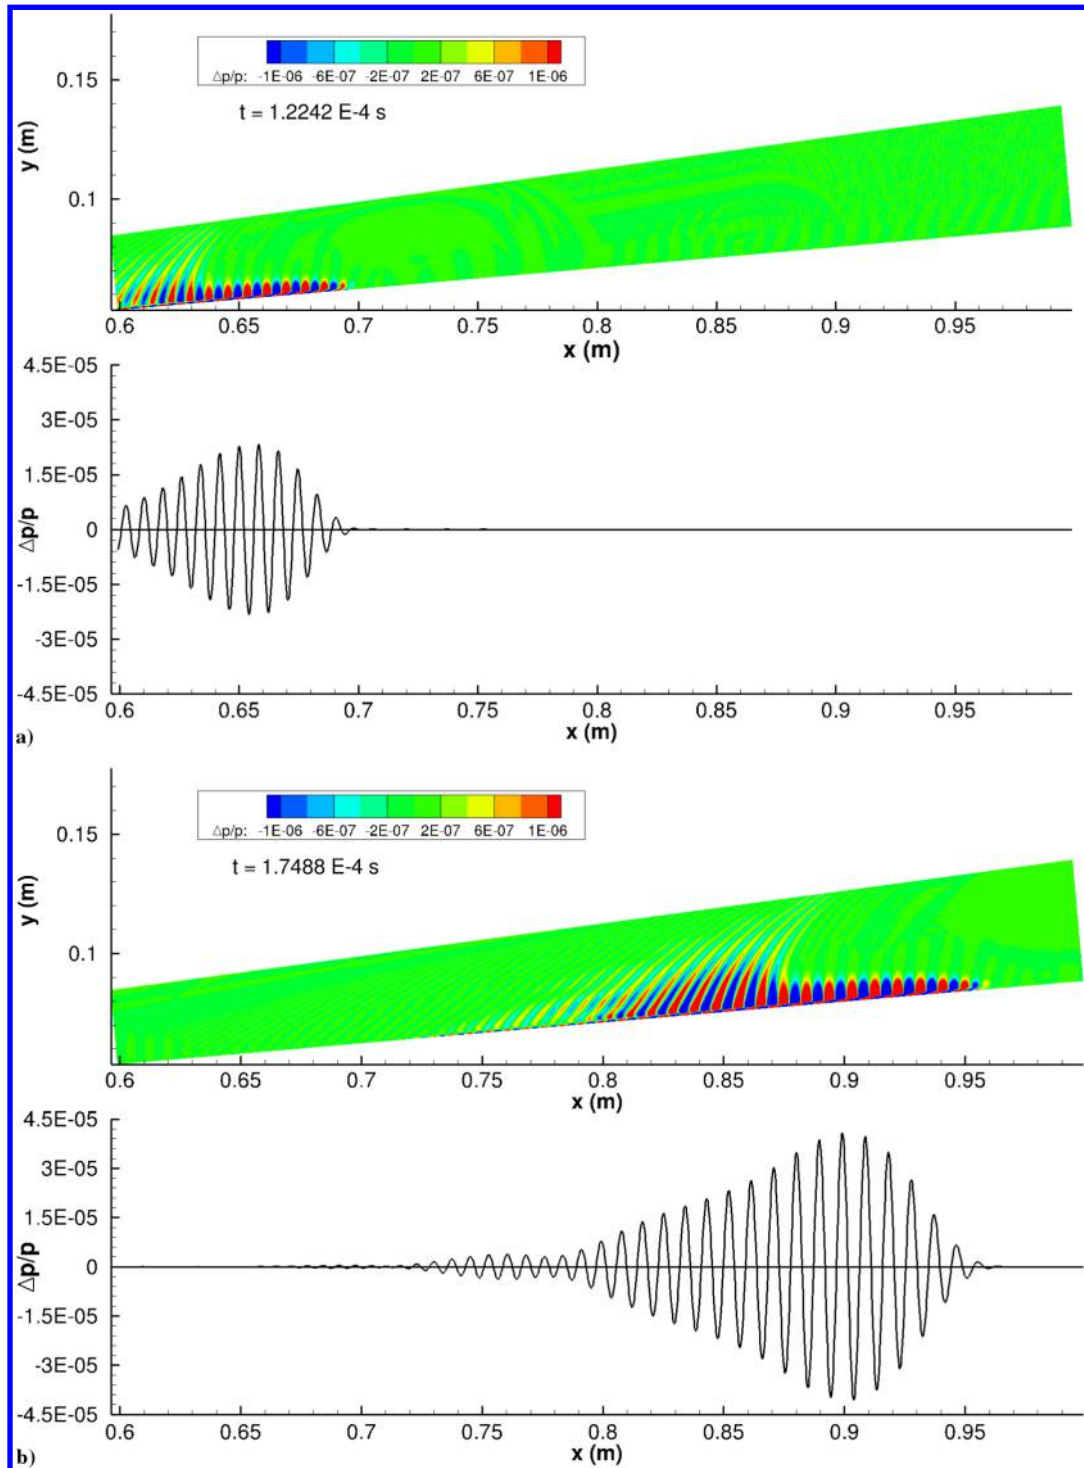 0.15
0.1
y (m)
Δp/p: -1E-06 -6E-07 -2E-07 2E-07 6E-07 1E-06
t = 1.2242 E-4 s
0.6 0.65 0.7 0.75 0.8 0.85 0.9 0.95
x (m)
4.5E-05
3E-05
1.5E-05
0
-1.5E-05
-3E-05
-4.5E-05
Δp/p
0.6 0.65 0.7 0.75 0.8 0.85 0.9 0.95
x (m)
a)
0.15
0.1
y (m)
Δp/p: -1E-06 -6E-07 -2E-07 2E-07 6E-07 1E-06
t = 1.7488 E-4 s
0.6 0.65 0.7 0.75 0.8 0.85 0.9 0.95
x (m)
4.5E-05
3E-05
1.5E-05
0
-1.5E-05
-3E-05
-4.5E-05
Δp/p
0.6 0.65 0.7 0.75 0.8 0.85 0.9 0.95
x (m)
b)